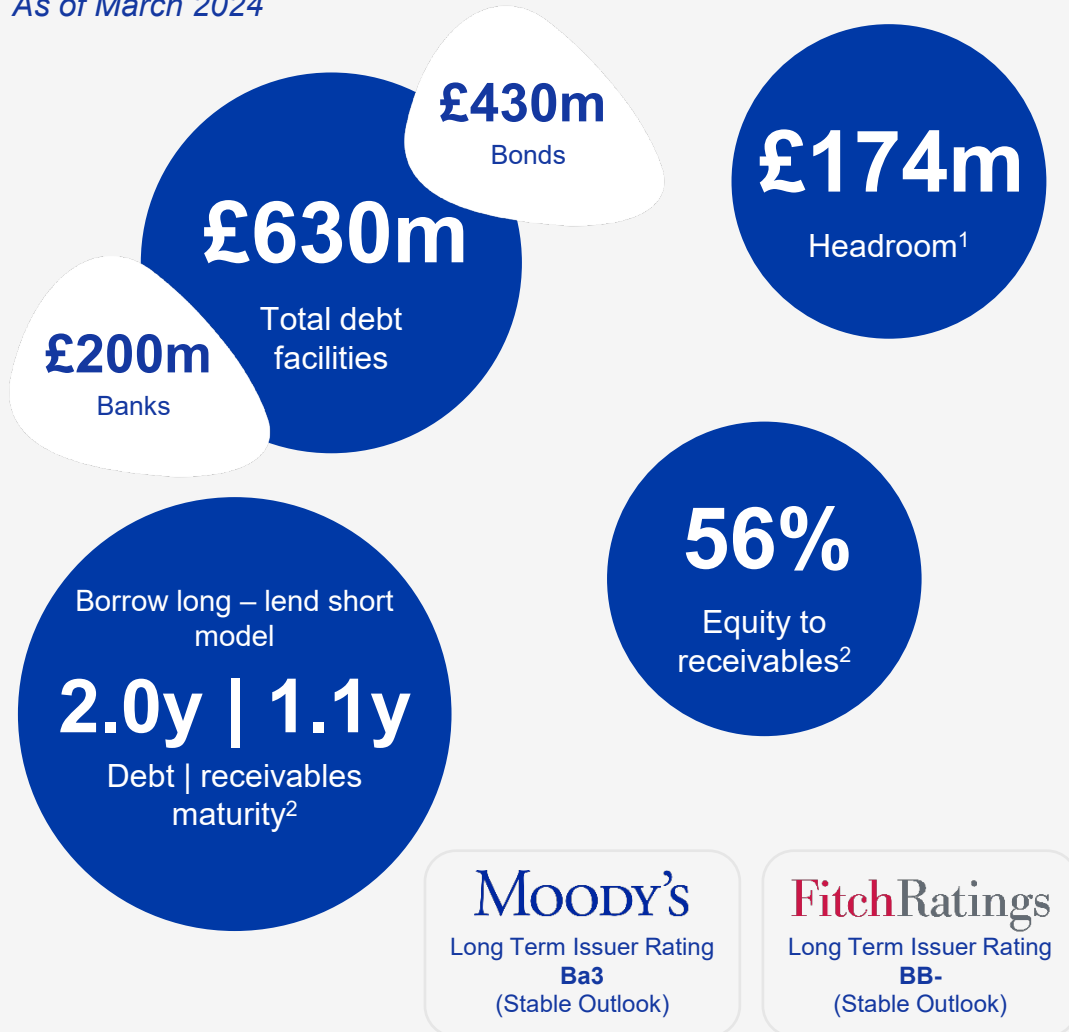 As of March 2024
£430m
Bonds
£630m
Total debt
facilities
£200m
Banks
£174m
Headroom1
56%
Equity to
receivables2
Borrow long – lend short
model
2.0y | 1.1y
Debt | receivables
maturity2
MOODY'S
Long Term Issuer Rating
Ba3
(Stable Outlook)
FitchRatings
Long Term Issuer Rating
BB-
(Stable Outlook)